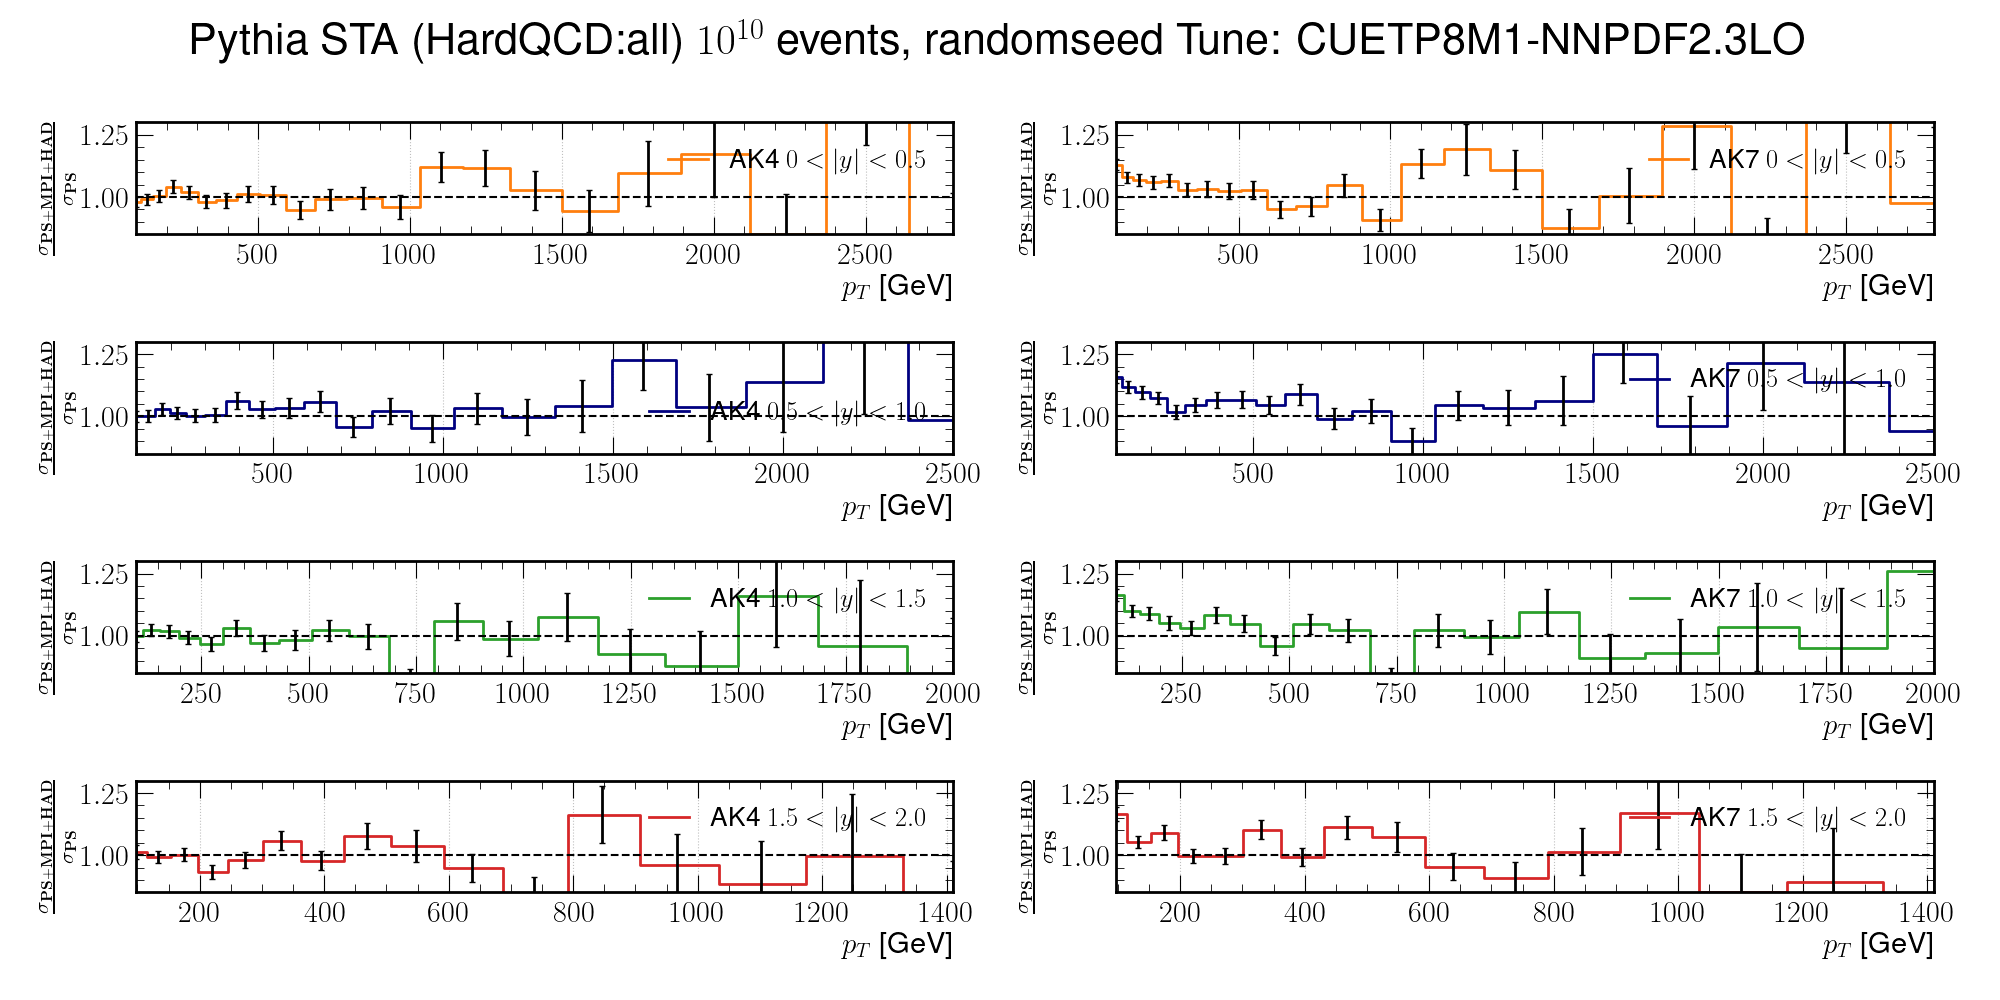 Pythia STA (HardQCD:all) 10^10 events, randomseed Tune: CUETP8M1-NNPDF2.3LO
σPS+MPI+HAD
σPS
1.25
1.00
AK4 0 < |y| < 0.5
500 1000 1500 2000 2500
pT [GeV]
σPS+MPI+HAD
σPS
1.25
1.00
AK7 0 < |y| < 0.5
500 1000 1500 2000 2500
pT [GeV]
σPS+MPI+HAD
σPS
1.25
1.00
AK4 0.5 < |y| < 1.0
500 1000 1500 2000 2500
pT [GeV]
σPS+MPI+HAD
σPS
1.25
1.00
AK7 0.5 < |y| < 1.0
500 1000 1500 2000 2500
pT [GeV]
σPS+MPI+HAD
σPS
1.25
1.00
AK4 1.0 < |y| < 1.5
250 500 750 1000 1250 1500 1750 2000
pT [GeV]
σPS+MPI+HAD
σPS
1.25
1.00
AK7 1.0 < |y| < 1.5
250 500 750 1000 1250 1500 1750 2000
pT [GeV]
σPS+MPI+HAD
σPS
1.25
1.00
AK4 1.5 < |y| < 2.0
200 400 600 800 1000 1200 1400
pT [GeV]
σPS+MPI+HAD
σPS
1.25
1.00
AK7 1.5 < |y| < 2.0
200 400 600 800 1000 1200 1400
pT [GeV]